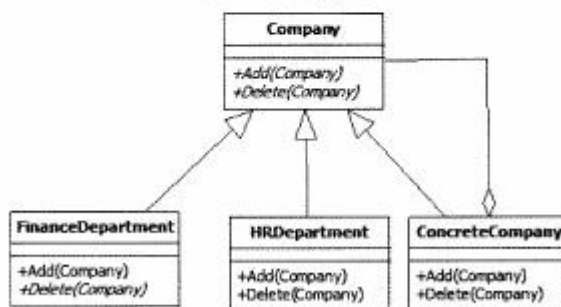 Company
+Add(Company)
+Delete(Company)
FinanceDepartment
+Add(Company)
+Delete(Company)
HRDepartment
+Add(Company)
+Delete(Company)
ConcreteCompany
+Add(Company)
+Delete(Company)